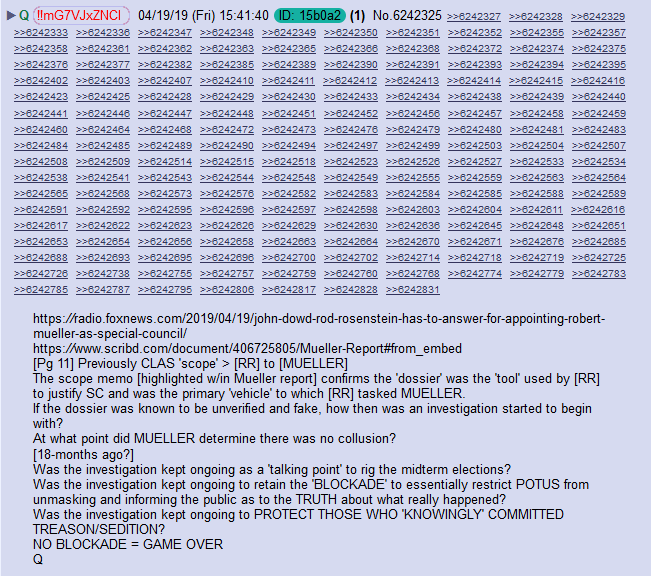 ▶ Q !!mG7VJxZNCI 04/19/19 (Fri) 15:41:40 ID: 15b0a2 (1) No.6242325 >>6242327 >>6242328 >>6242329
>>6242333 >>6242336 >>6242347 >>6242348 >>6242349 >>6242350 >>6242351 >>6242352 >>6242355 >>6242357
>>6242358 >>6242361 >>6242362 >>6242363 >>6242365 >>6242366 >>6242368 >>6242372 >>6242374 >>6242375
>>6242376 >>6242377 >>6242382 >>6242385 >>6242389 >>6242390 >>6242391 >>6242393 >>6242394 >>6242395
>>6242402 >>6242403 >>6242407 >>6242410 >>6242411 >>6242412 >>6242413 >>6242414 >>6242415 >>6242416
>>6242423 >>6242425 >>6242428 >>6242429 >>6242430 >>6242433 >>6242434 >>6242438 >>6242439 >>6242440
>>6242441 >>6242446 >>6242447 >>6242448 >>6242451 >>6242452 >>6242456 >>6242457 >>6242458 >>6242459
>>6242460 >>6242464 >>6242468 >>6242472 >>6242473 >>6242476 >>6242479 >>6242480 >>6242481 >>6242483
>>6242484 >>6242485 >>6242489 >>6242490 >>6242494 >>6242497 >>6242499 >>6242503 >>6242504 >>6242507
>>6242508 >>6242509 >>6242514 >>6242515 >>6242518 >>6242523 >>6242526 >>6242527 >>6242533 >>6242534
>>6242538 >>6242541 >>6242543 >>6242544 >>6242548 >>6242549 >>6242555 >>6242559 >>6242563 >>6242564
>>6242565 >>6242568 >>6242573 >>6242576 >>6242582 >>6242583 >>6242584 >>6242585 >>6242588 >>6242589
>>6242591 >>6242592 >>6242595 >>6242596 >>6242597 >>6242598 >>6242603 >>6242604 >>6242611 >>6242616
>>6242617 >>6242622 >>6242623 >>6242626 >>6242629 >>6242630 >>6242636 >>6242645 >>6242648 >>6242651
>>6242653 >>6242654 >>6242656 >>6242658 >>6242663 >>6242664 >>6242670 >>6242671 >>6242676 >>6242685
>>6242688 >>6242693 >>6242695 >>6242696 >>6242700 >>6242702 >>6242714 >>6242718 >>6242719 >>6242725
>>6242726 >>6242738 >>6242755 >>6242757 >>6242759 >>6242760 >>6242768 >>6242774 >>6242779 >>6242783
>>6242785 >>6242787 >>6242795 >>6242806 >>6242817 >>6242828 >>6242831
https://radio.foxnews.com/2019/04/19/john-dowd-rod-rosenstein-has-to-answer-for-appointing-robert-
mueller-as-special-council/
https://www.scribd.com/document/406725805/Mueller-Report#from_embed
[Pg 11] Previously CLAS 'scope' > [RR] to [MUELLER]
The scope memo [highlighted w/in Mueller report] confirms the 'dossier' was the 'tool' used by [RR]
to justify SC and was the primary 'vehicle' to which [RR] tasked MUELLER.
If the dossier was known to be unverified and fake, how then was an investigation started to begin
with?
At what point did MUELLER determine there was no collusion?
[18-months ago?]
Was the investigation kept ongoing as a 'talking point' to rig the midterm elections?
Was the investigation kept ongoing to retain the 'BLOCKADE' to essentially restrict POTUS from
unmasking and informing the public as to the TRUTH about what really happened?
Was the investigation kept ongoing to PROTECT THOSE WHO 'KNOWINGLY' COMMITTED
TREASON/SEDITION?
NO BLOCKADE = GAME OVER
Q